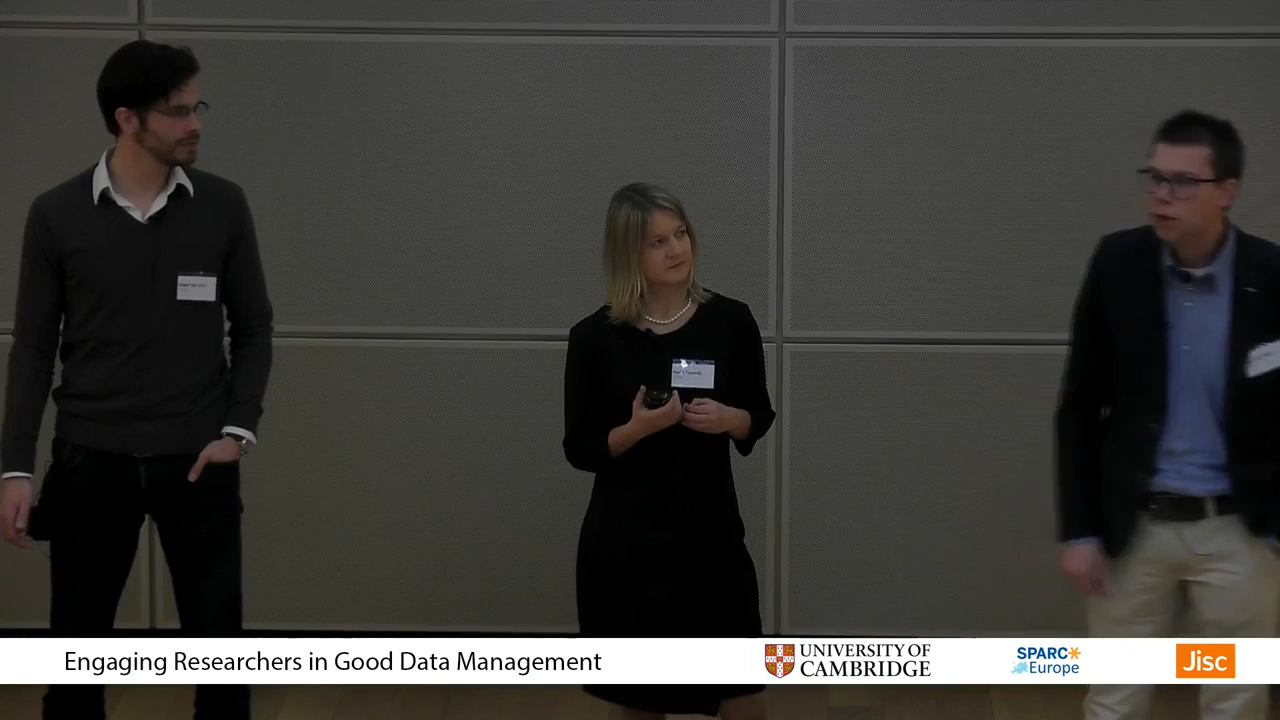 Engaging Researchers in Good Data Management
UNIVERSITY OF
CAMBRIDGE
SPARC
Europe
Jisc